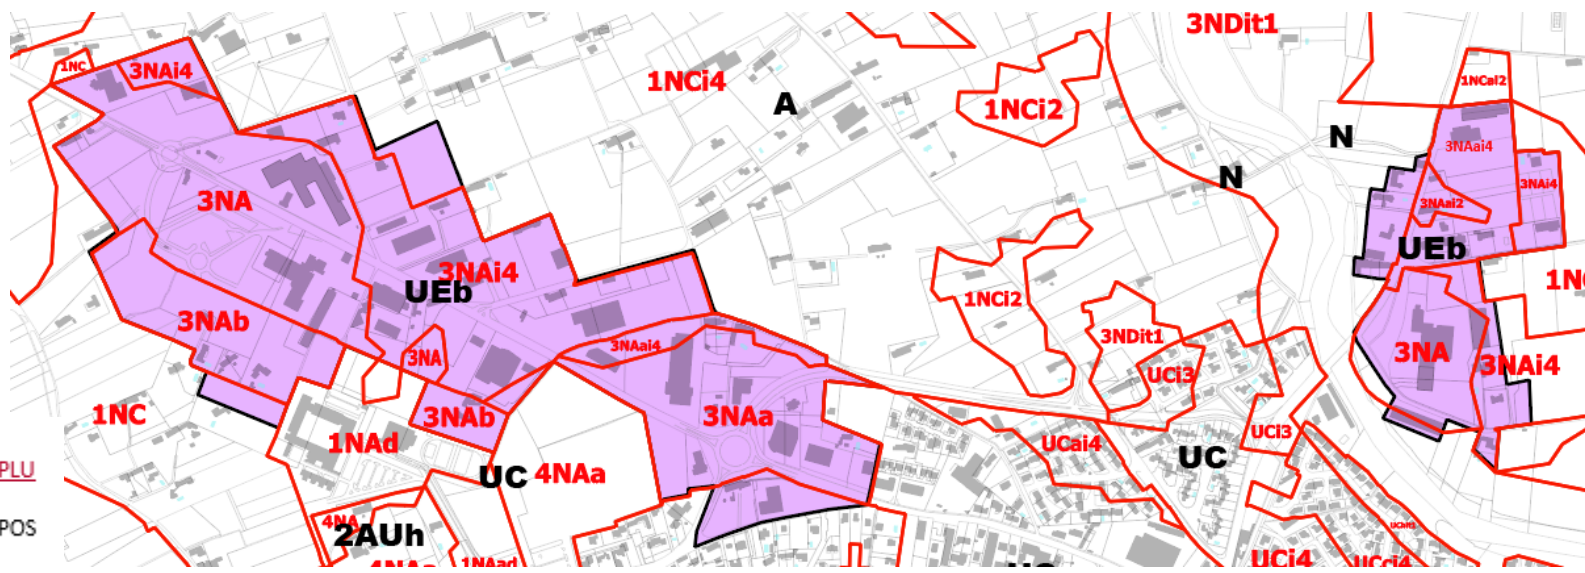 3NDit1
1NC
3NAi4
1NCi4
A
1NCi2
1NCai2
N
3NAai4
N
3NAi4
3NA
3NAai2
UEb
3NAi4
UEb
1NCi2
3NAb
3NDit1
3NAai4
3NA
3NA
3NAi4
UCi3
1NC
3NAb
3NAa
1NAd
UCai4
UCi3
PLU
UC
4NAa
UC
POS
4NA
2AUh
1NAad
UCi4
UCci4